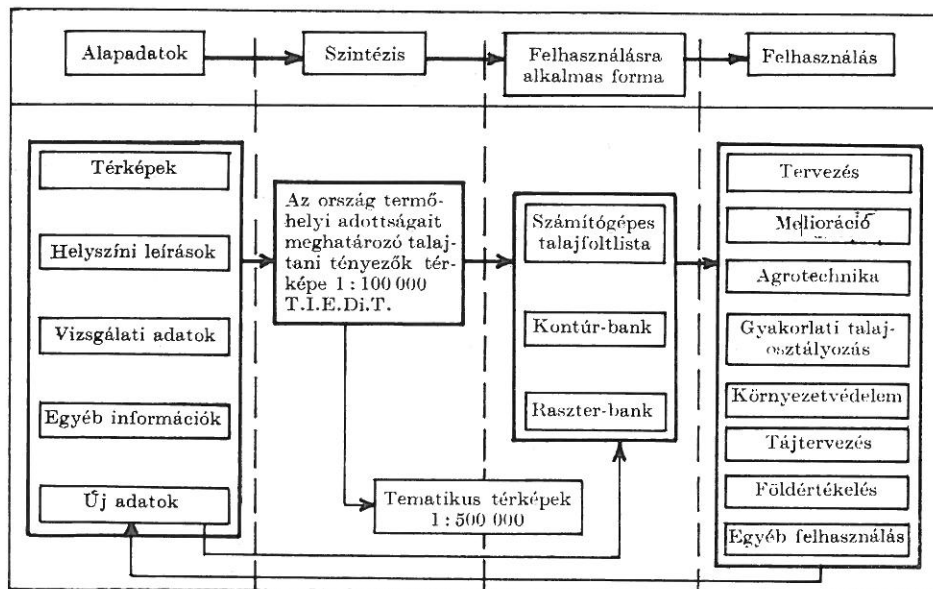 Alapadatok
Szintézis
Felhasználásra
alkalmas forma
Felhasználás
Térképek
Helyszíni leírások
Vizsgálati adatok
Egyéb információk
Új adatok
Az ország termő-
helyi adottságait
meghatározó talaj-
tani tényezők tér-
képe 1 : 100 000
T.I.E.Di.T.
Tematikus térképek
1 : 500 000
Számítógépes
talajfoltlista
Kontúr-bank
Raszter-bank
Tervezés
Melioráció
Agrotechnika
Gyakorlati talaj-
osztályozás
Környezetvédelem
Tájtervezés
Földértékelés
Egyéb felhasználás